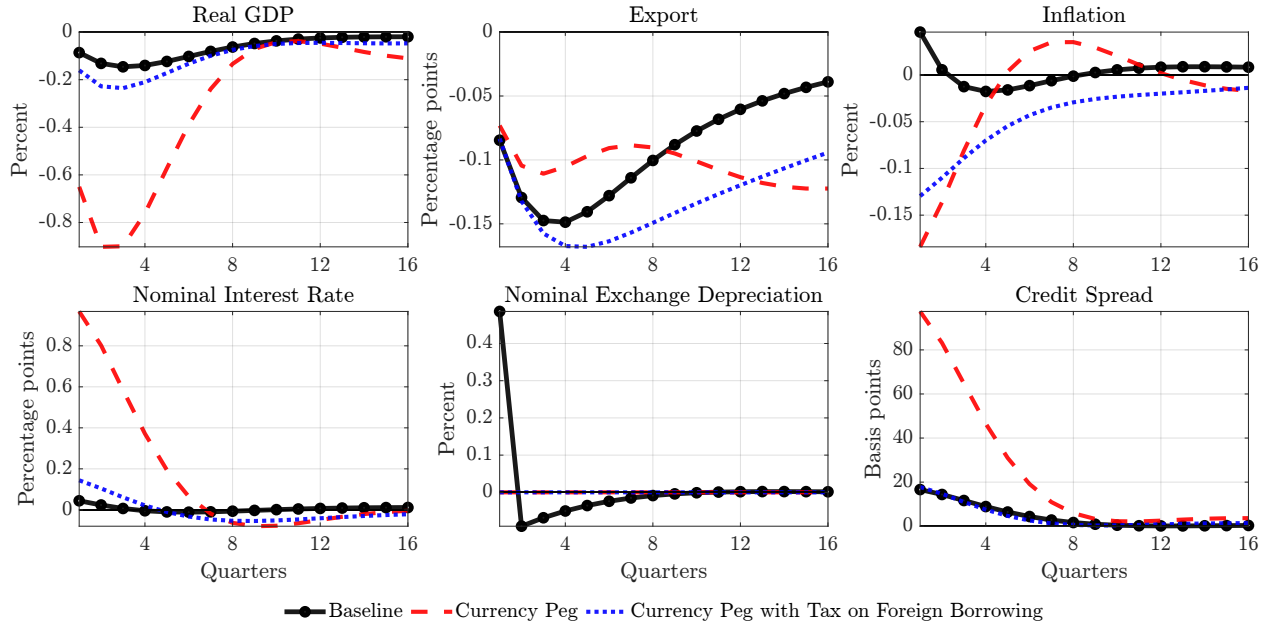 Real GDP
Export
Inflation
Percent
Percentage points
Percent
0
-0.2
-0.4
-0.6
-0.8
4
8
12
16
0
-0.05
-0.1
-0.15
4
8
12
16
0
-0.05
-0.1
-0.15
4
8
12
16
Nominal Interest Rate
Nominal Exchange Depreciation
Credit Spread
Percentage points
Percent
Basis points
0.8
0.6
0.4
0.2
0
4
8
12
16
0.4
0.3
0.2
0.1
0
4
8
12
16
80
60
40
20
0
4
8
12
16
Quarters
Quarters
Quarters
Baseline
Currency Peg
Currency Peg with Tax on Foreign Borrowing